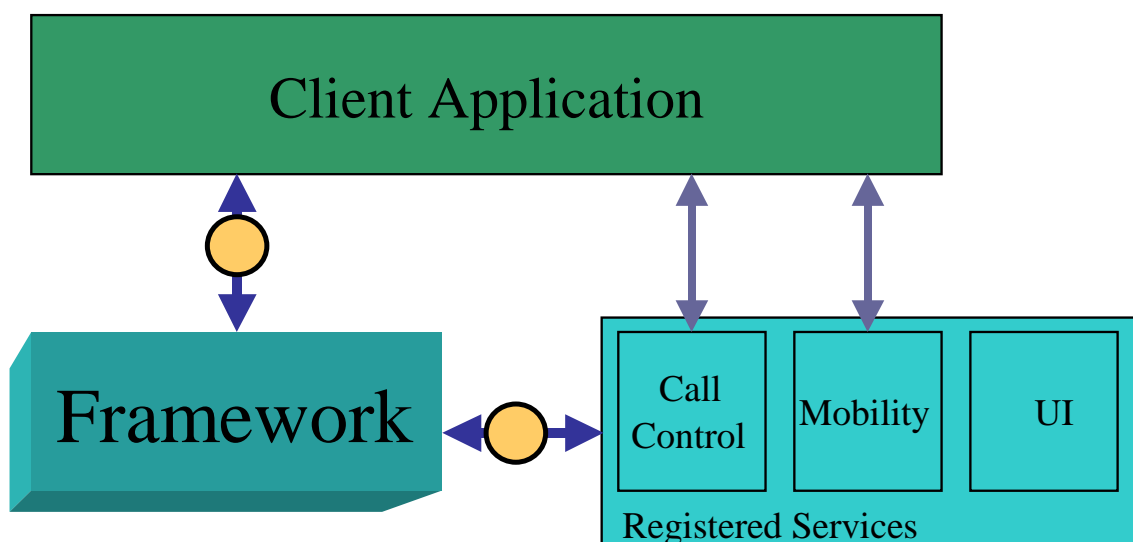 Client Application
Framework
Call
Control
Mobility
UI
Registered Services